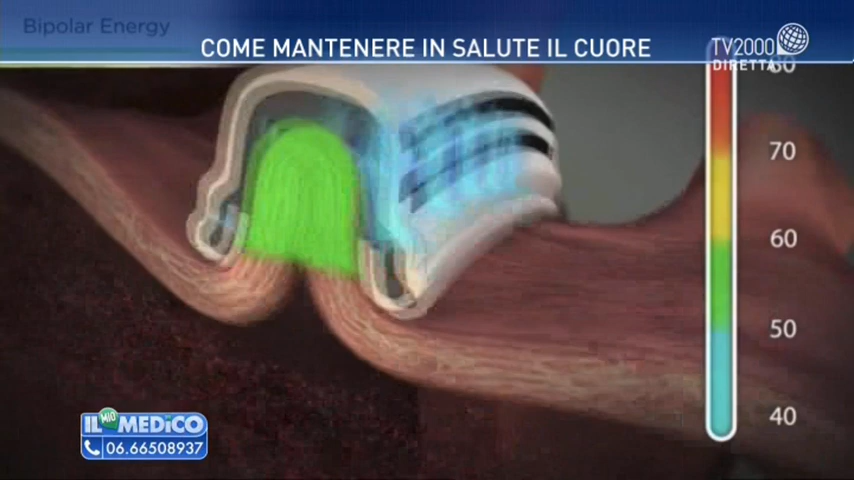 Bipolar Energy
COME MANTENERE IN SALUTE IL CUORE
TV2000
DIRETTA
80
70
60
50
40
IL MIO MEDICO
06.66508937